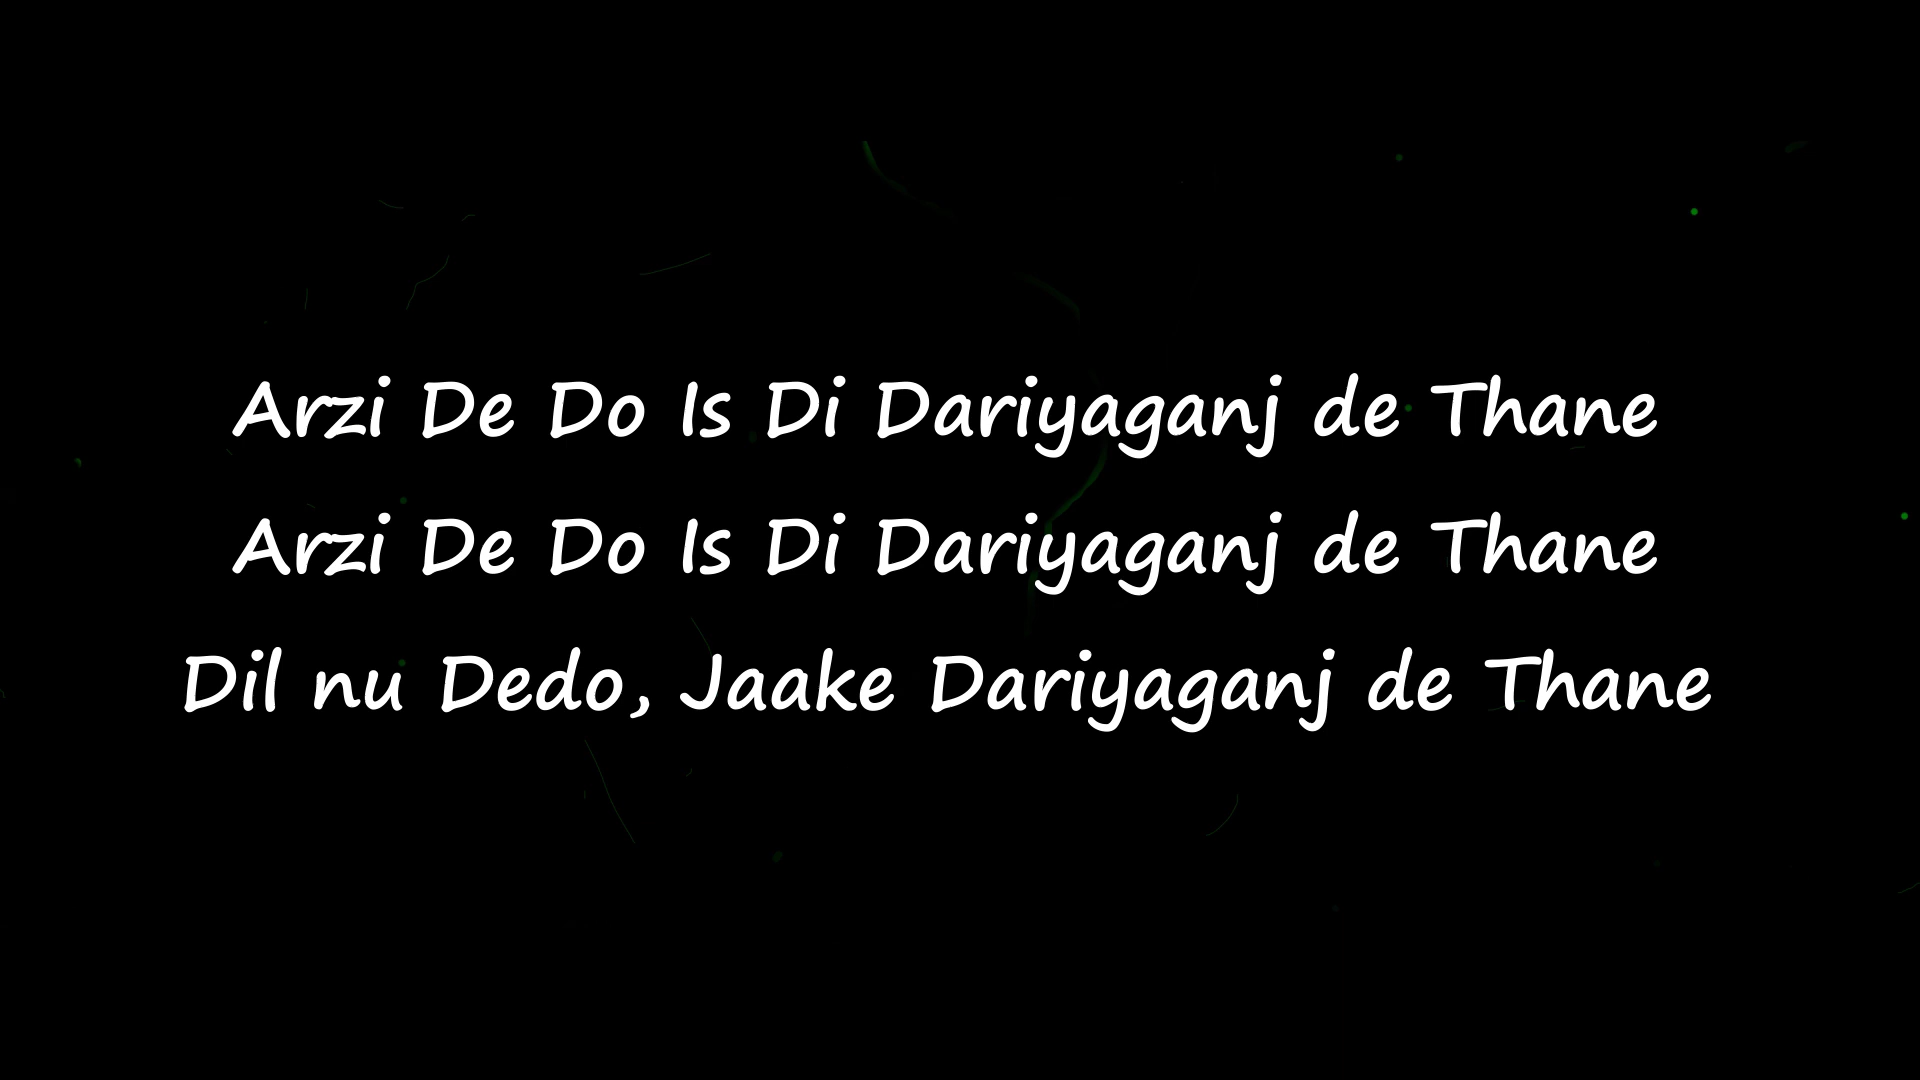 Arzi De Do Is Di Dariyaganj de Thane
Arzi De Do Is Di Dariyaganj de Thane
Dil nu Dedo, Jaake Dariyaganj de Thane